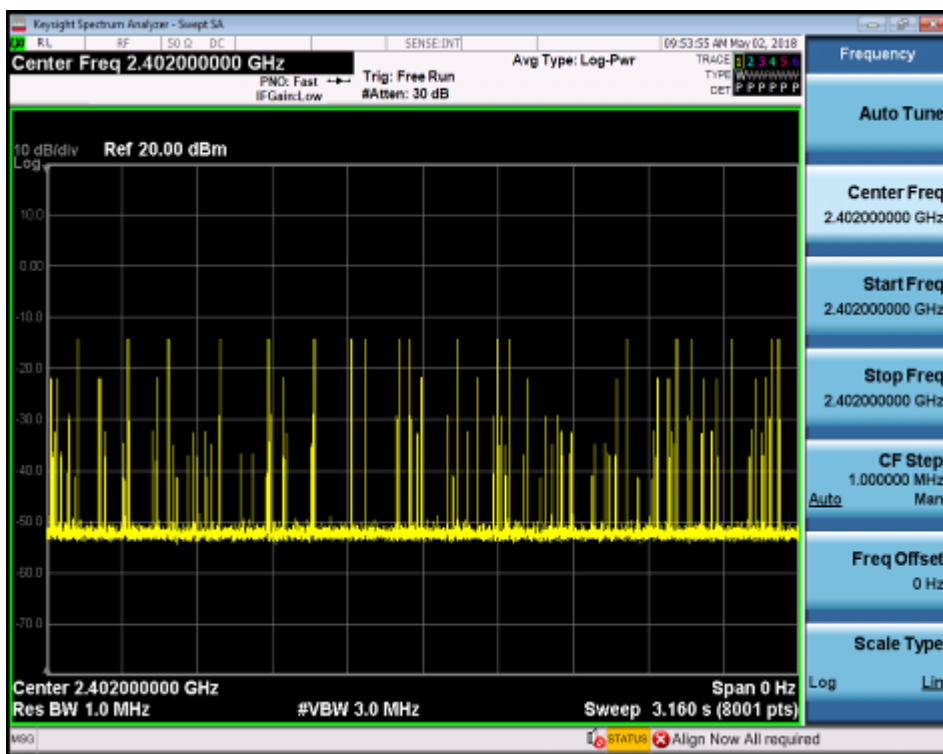 Keysight Spectrum Analyzer - Swept SA
RL RF 50 Ω DC SENSE:INT 09:53:55 AM May 02, 2018
Center Freq 2.402000000 GHz
PNO: Fast
IFGain:Low
Trig: Free Run
#Atten: 30 dB
Avg Type: Log-Pwr
TRACE 1 2 3 4 5 6
TYPE
DET P P P P P P
10 dB/div Ref 20.00 dBm
Log
10.0
0.00
-10.0
-20.0
-30.0
-40.0
-50.0
-60.0
-70.0
Center 2.402000000 GHz Span 0 Hz
Res BW 1.0 MHz #VBW 3.0 MHz Sweep 3.160 s (8001 pts)
MSG STATUS Align Now All required
Frequency
Auto Tune
Center Freq
2.402000000 GHz
Start Freq
2.402000000 GHz
Stop Freq
2.402000000 GHz
CF Step
1.000000 MHz
Auto Man
Freq Offset
0 Hz
Scale Type
Log Lin